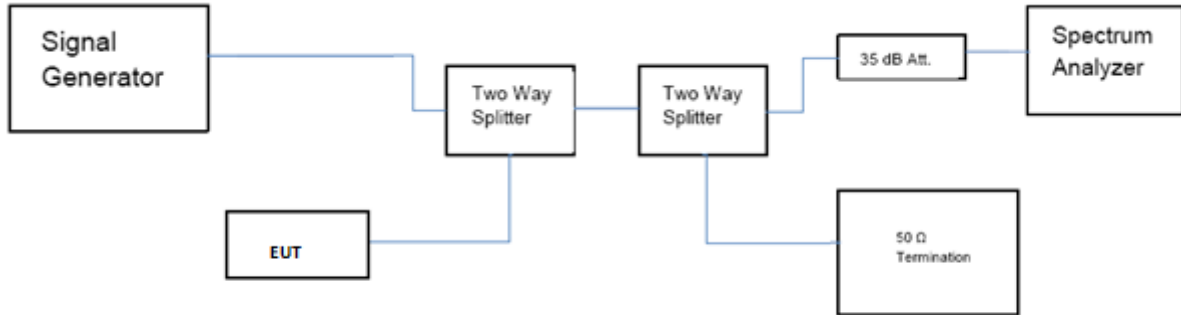 Signal
Generator
Two Way
Splitter
Two Way
Splitter
35 dB Att.
Spectrum
Analyzer
EUT
50 Ω
Termination